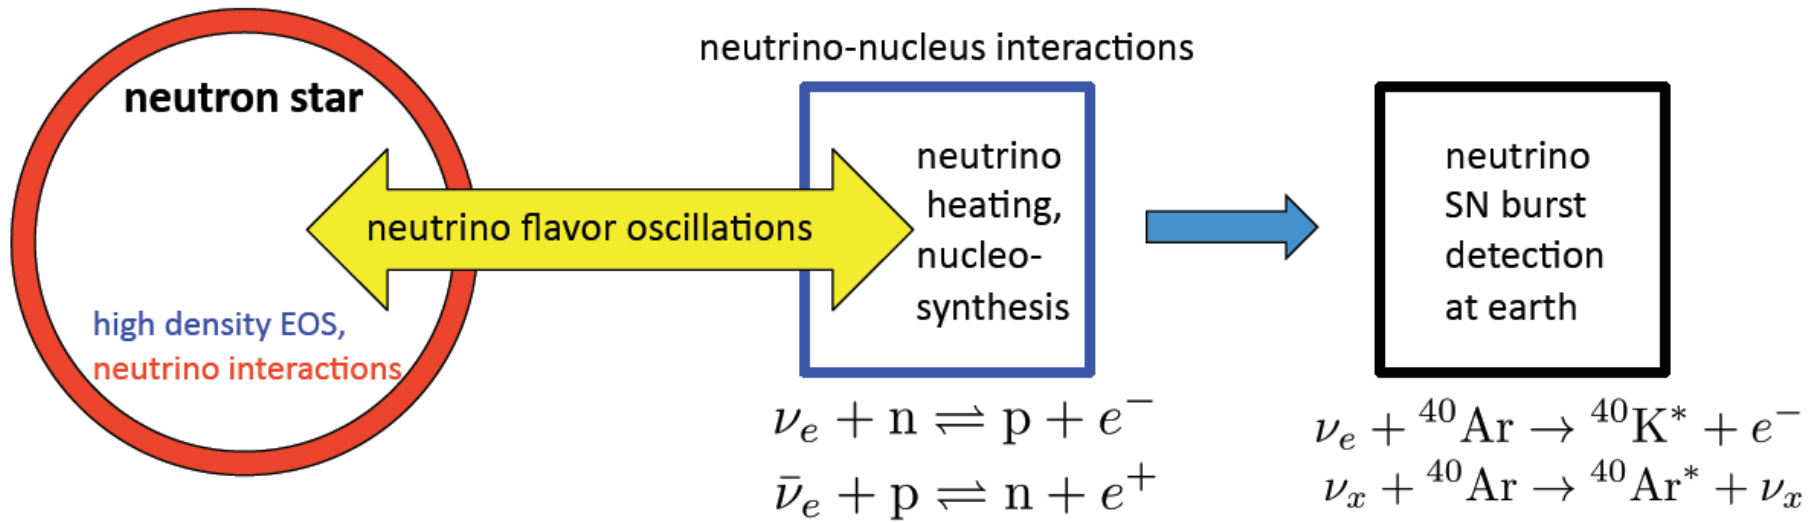 neutron star
high density EOS,
neutrino interactions
neutrino flavor oscillations
neutrino-nucleus interactions
neutrino
heating,
nucleo-
synthesis
νₑ + n ⇌ p + e⁻
ν̄ₑ + p ⇌ n + e⁺
neutrino
SN burst
detection
at earth
νₑ + ⁴⁰Ar → ⁴⁰K* + e⁻
νₓ + ⁴⁰Ar → ⁴⁰Ar* + νₓ